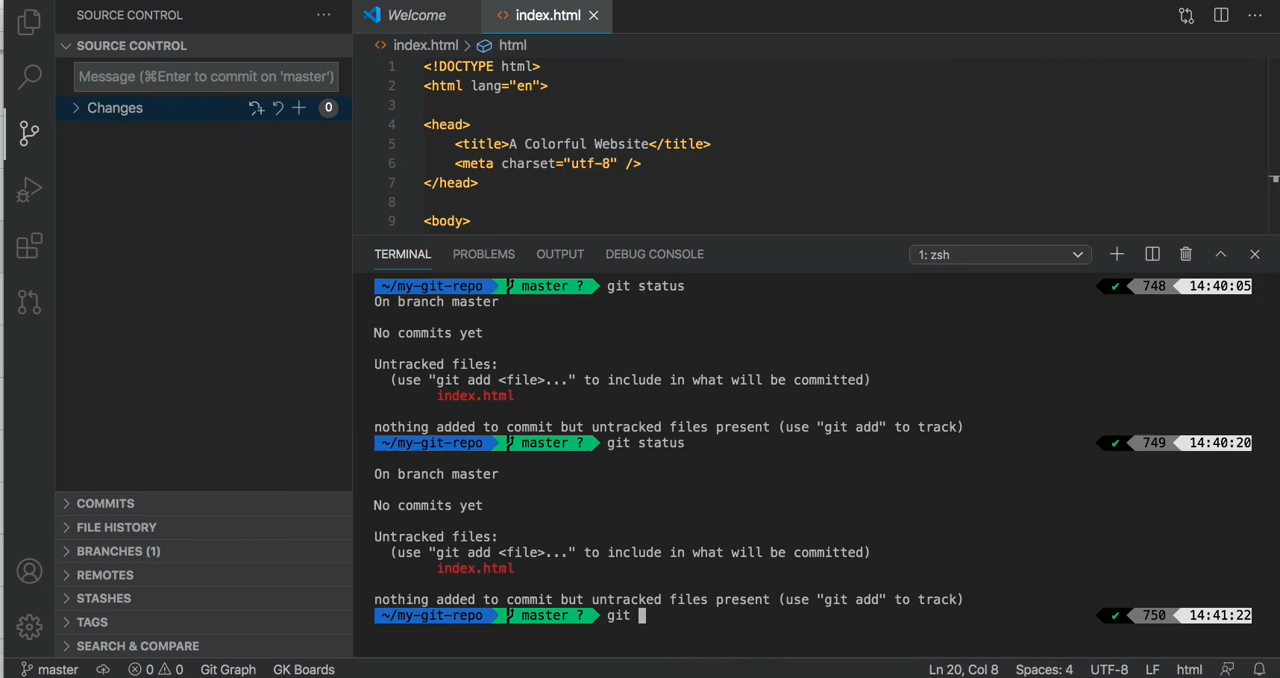 SOURCE CONTROL
SOURCE CONTROL
Message (⌘Enter to commit on 'master')
Changes 0
COMMITS
FILE HISTORY
BRANCHES (1)
REMOTES
STASHES
TAGS
SEARCH & COMPARE
Welcome
index.html
index.html > html
1 <!DOCTYPE html>
2 <html lang="en">
3
4 <head>
5 <title>A Colorful Website</title>
6 <meta charset="utf-8" />
7 </head>
8
9 <body>
TERMINAL PROBLEMS OUTPUT DEBUG CONSOLE 1: zsh
~/my-git-repo master ? git status ✔ 748 14:40:05
On branch master
No commits yet
Untracked files:
(use "git add <file>..." to include in what will be committed)
index.html
nothing added to commit but untracked files present (use "git add" to track)
~/my-git-repo master ? git status ✔ 749 14:40:20
On branch master
No commits yet
Untracked files:
(use "git add <file>..." to include in what will be committed)
index.html
nothing added to commit but untracked files present (use "git add" to track)
~/my-git-repo master ? git ✔ 750 14:41:22
master 0 0 Git Graph GK Boards Ln 20, Col 8 Spaces: 4 UTF-8 LF html